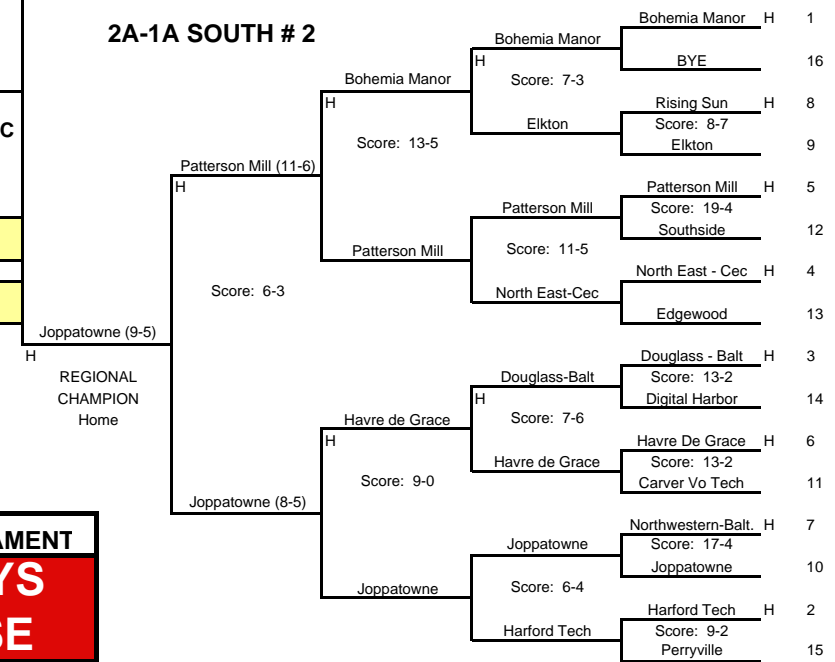 2A-1A SOUTH # 2
Bohemia Manor H 1
BYE 16
Bohemia Manor
H
Score: 7-3
Rising Sun H 8
Score: 8-7
Elkton 9
Elkton
Bohemia Manor
H
Score: 13-5
Patterson Mill H 5
Score: 19-4
Southside 12
Patterson Mill
Score: 11-5
North East - Cec H 4
Edgewood 13
North East-Cec
Patterson Mill
Patterson Mill (11-6)
H
Score: 6-3
Douglass - Balt H 3
Score: 13-2
Digital Harbor 14
Douglass-Balt
H
Score: 7-6
Havre De Grace H 6
Score: 13-2
Carver Vo Tech 11
Havre de Grace
Havre de Grace
H
Score: 9-0
Northwestern-Balt. H 7
Score: 17-4
Joppatowne 10
Joppatowne
Score: 6-4
Harford Tech H 2
Score: 9-2
Perryville 15
Harford Tech
Joppatowne
Joppatowne (8-5)
Joppatowne (9-5)
H
REGIONAL
CHAMPION
Home
C
AMENT
YS
SE